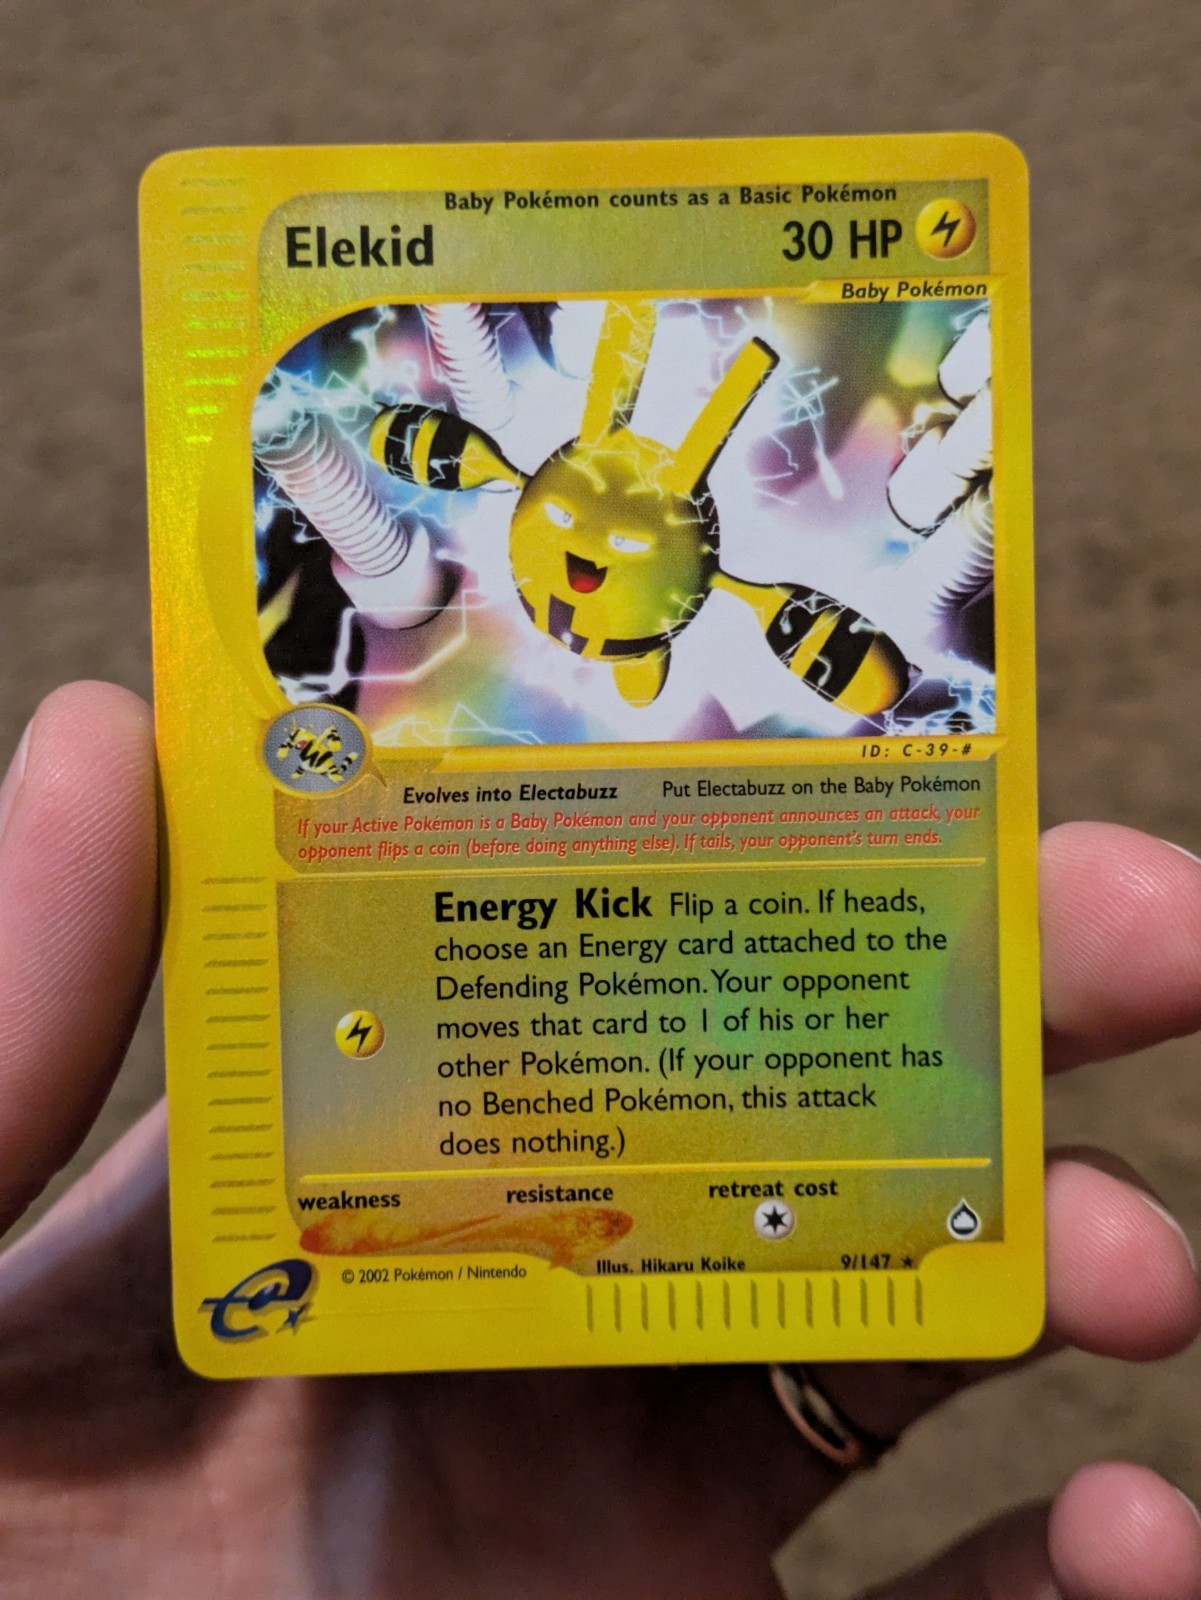 Baby Pokémon counts as a Basic Pokémon
Elekid 30 HP
Baby Pokémon
ID: C-39-#
Evolves into Electabuzz Put Electabuzz on the Baby Pokémon
If your Active Pokémon is a Baby Pokémon and your opponent announces an attack, your
opponent flips a coin (before doing anything else). If tails, your opponent's turn ends.
Energy Kick Flip a coin. If heads,
choose an Energy card attached to the
Defending Pokémon. Your opponent
moves that card to 1 of his or her
other Pokémon. (If your opponent has
no Benched Pokémon, this attack
does nothing.)
weakness resistance retreat cost
e
© 2002 Pokémon / Nintendo Illus. Hikaru Koike 9/147 ★